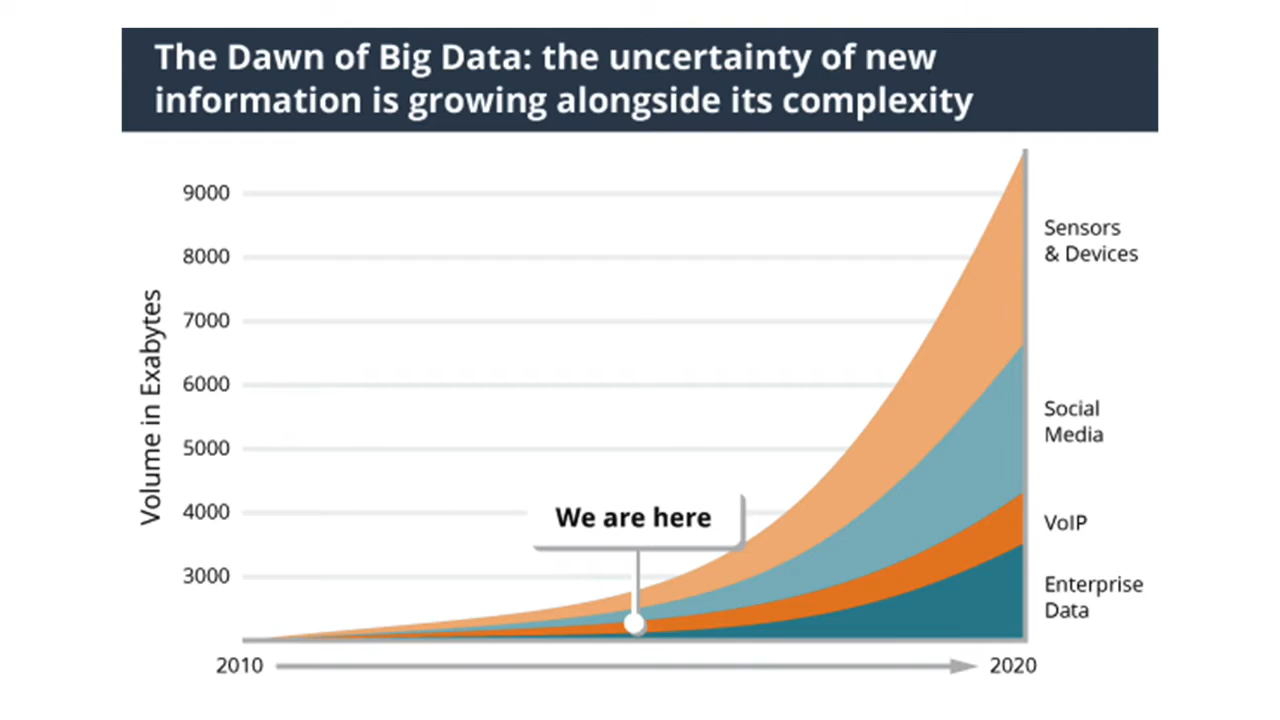 The Dawn of Big Data: the uncertainty of new
information is growing alongside its complexity
Volume in Exabytes
9000
8000
7000
6000
5000
4000
3000
Sensors
& Devices
Social
Media
VoIP
Enterprise
Data
We are here
2010
2020